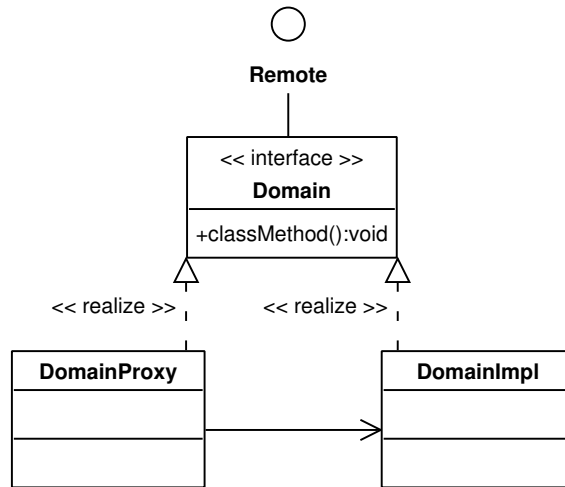 Remote
<< interface >>
Domain
+classMethod():void
<< realize >>
<< realize >>
DomainProxy
DomainImpl